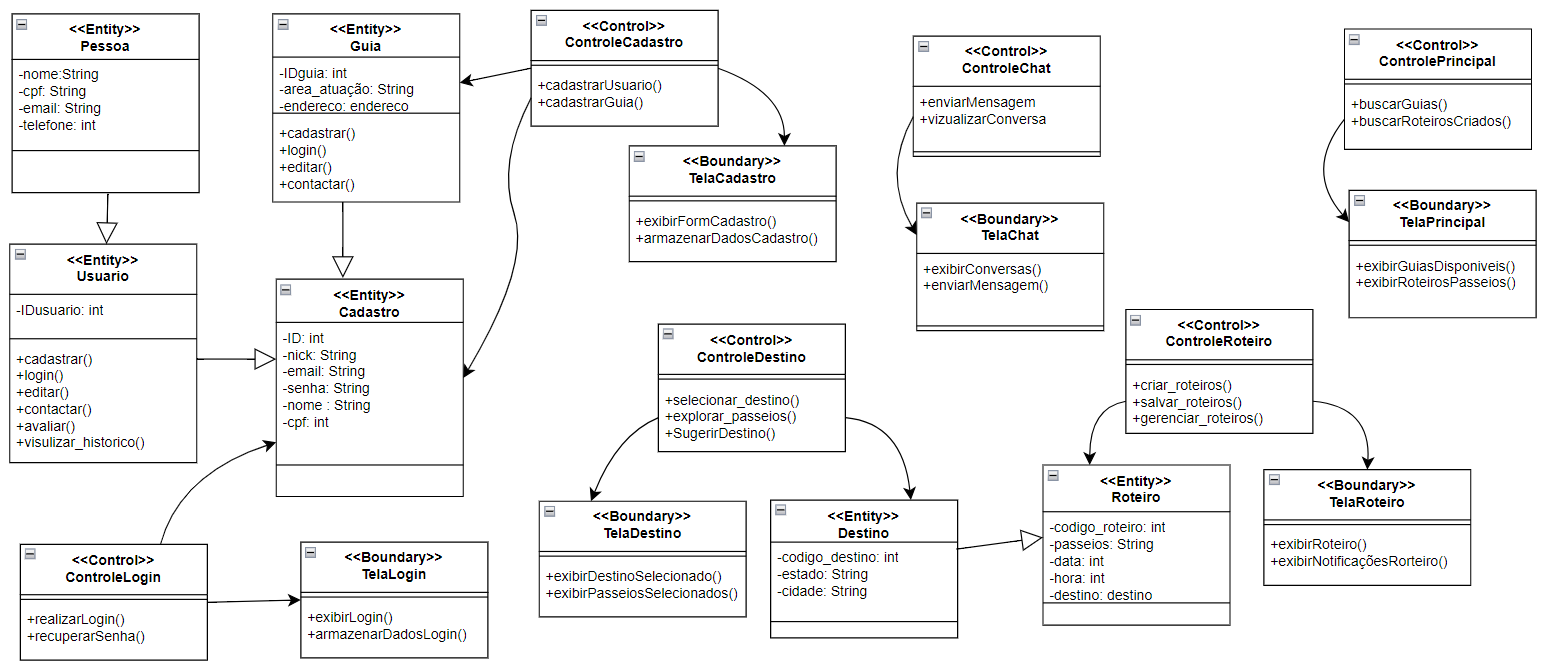 <<Entity>>
Pessoa
-nome:String
-cpf: String
-email: String
-telefone: int
<<Entity>>
Guia
-IDguia: int
-area_atuação: String
-endereco: endereco
+cadastrar()
+login()
+editar()
+contactar()
<<Control>>
ControleCadastro
+cadastrarUsuario()
+cadastrarGuia()
<<Control>>
ControleChat
+enviarMensagem
+vizualizarConversa
<<Control>>
ControlePrincipal
+buscarGuias()
+buscarRoteirosCriados()
<<Boundary>>
TelaCadastro
+exibirFormCadastro()
+armazenarDadosCadastro()
<<Boundary>>
TelaChat
+exibirConversas()
+enviarMensagem()
<<Boundary>>
TelaPrincipal
+exibirGuiasDisponiveis()
+exibirRoteirosPasseios()
<<Entity>>
Usuario
-IDusuario: int
+cadastrar()
+login()
+editar()
+contactar()
+avaliar()
+visulizar_historico()
<<Entity>>
Cadastro
-ID: int
-nick: String
-email: String
-senha: String
-nome : String
-cpf: int
<<Control>>
ControleDestino
+selecionar_destino()
+explorar_passeios()
+SugerirDestino()
<<Control>>
ControleRoteiro
+criar_roteiros()
+salvar_roteiros()
+gerenciar_roteiros()
<<Boundary>>
TelaDestino
+exibirDestinoSelecionado()
+exibirPasseiosSelecionados()
<<Entity>>
Destino
-codigo_destino: int
-estado: String
-cidade: String
<<Entity>>
Roteiro
-codigo_roteiro: int
-passeios: String
-data: int
-hora: int
-destino: destino
<<Boundary>>
TelaRoteiro
+exibirRoteiro()
+exibirNotificaçõesRorteiro()
<<Control>>
ControleLogin
+realizarLogin()
+recuperarSenha()
<<Boundary>>
TelaLogin
+exibirLogin()
+armazenarDadosLogin()